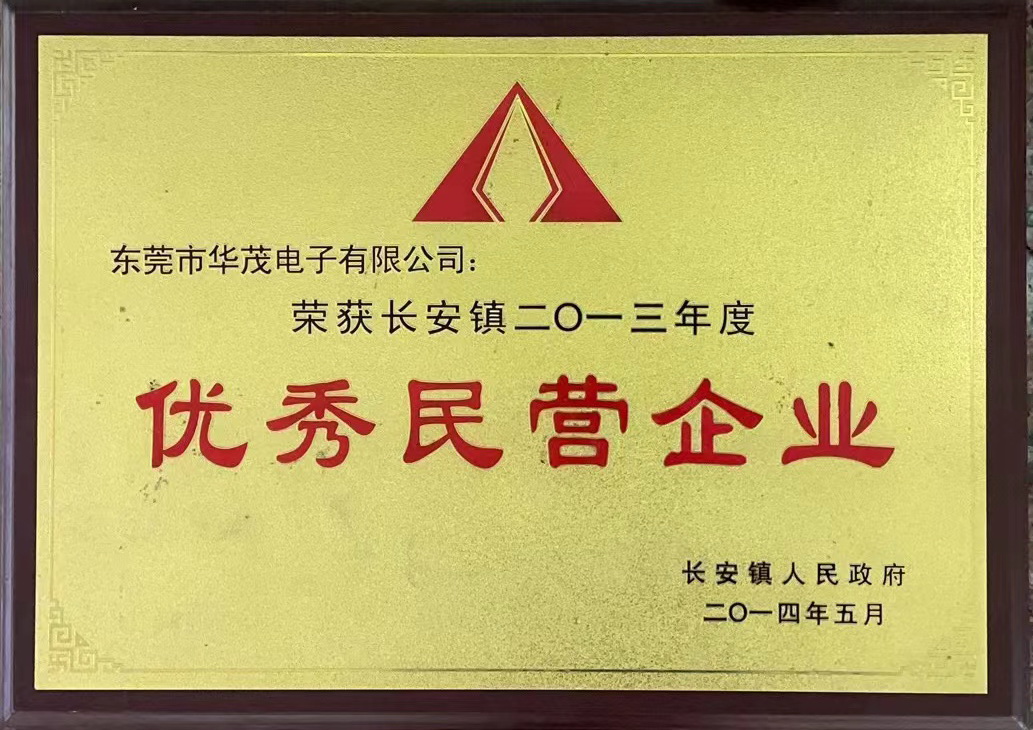 东莞市华茂电子有限公司：
荣获长安镇二〇一三年度
优秀民营企业
长安镇人民政府
二〇一四年五月